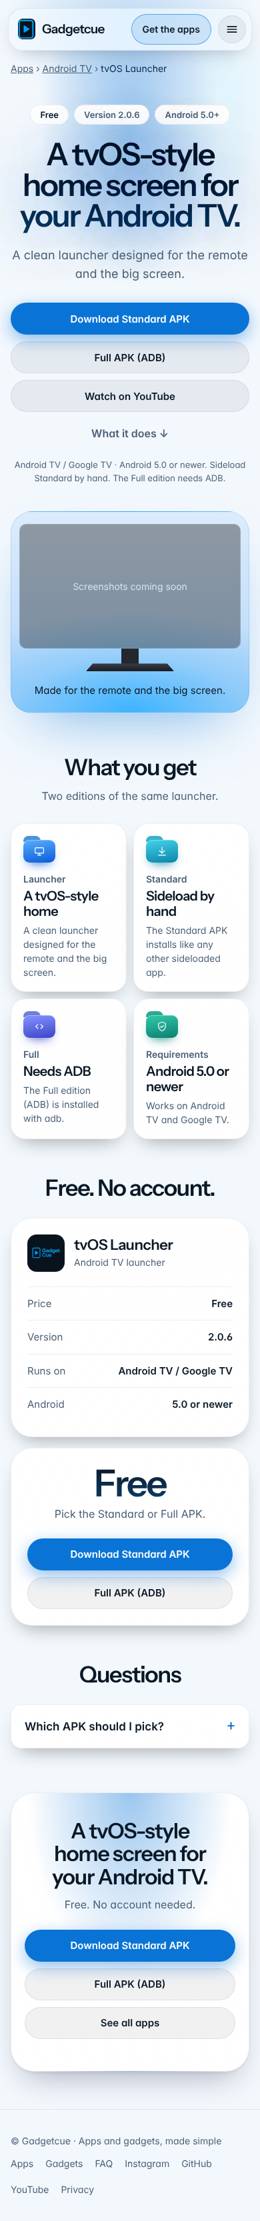 Gadgetcue
Get the apps
Apps › Android TV › tvOS Launcher
Free
Version 2.0.6
Android 5.0+
A tvOS-style
home screen for
your Android TV.
A clean launcher designed for the remote
and the big screen.
Download Standard APK
Full APK (ADB)
Watch on YouTube
What it does ↓
Android TV / Google TV · Android 5.0 or newer. Sideload
Standard by hand. The Full edition needs ADB.
Screenshots coming soon
Made for the remote and the big screen.
What you get
Two editions of the same launcher.
Launcher
A tvOS-style
home
A clean launcher
designed for the
remote and the big
screen.
Standard
Sideload by
hand
The Standard APK
installs like any
other sideloaded
app.
Full
Needs ADB
The Full edition
(ADB) is installed
with adb.
Requirements
Android 5.0 or
newer
Works on Android
TV and Google TV.
Free. No account.
Gadget
Cue
tvOS Launcher
Android TV launcher
Price
Free
Version
2.0.6
Runs on
Android TV / Google TV
Android
5.0 or newer
Free
Pick the Standard or Full APK.
Download Standard APK
Full APK (ADB)
Questions
Which APK should I pick?
+
A tvOS-style
home screen for
your Android TV.
Free. No account needed.
Download Standard APK
Full APK (ADB)
See all apps
© Gadgetcue · Apps and gadgets, made simple
Apps
Gadgets
FAQ
Instagram
GitHub
YouTube
Privacy